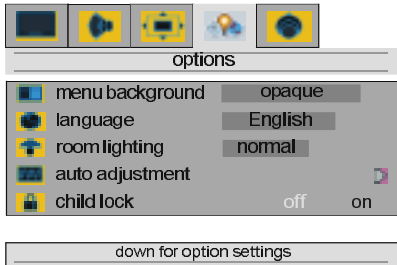 options
menu background opaque
language English
room lighting normal
auto adjustment
child lock off on
down for option settings